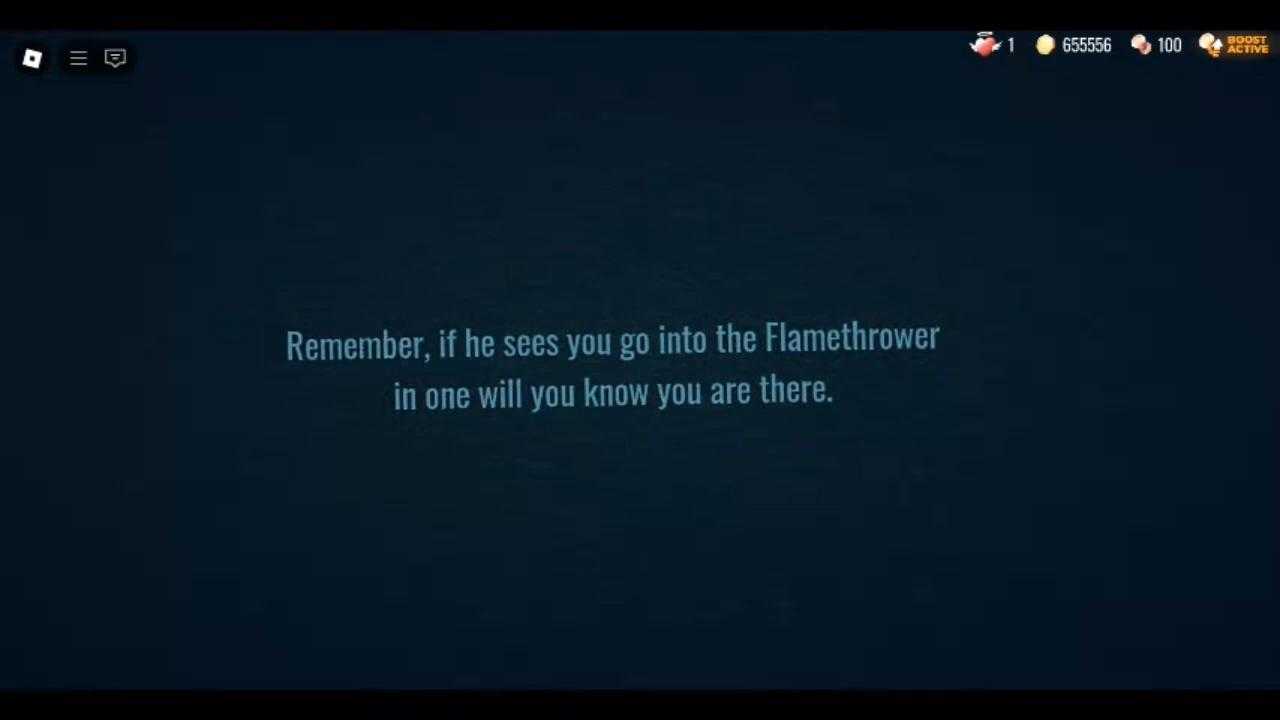 1 655556 100 BOOST
ACTIVE
Remember, if he sees you go into the Flamethrower
in one will you know you are there.